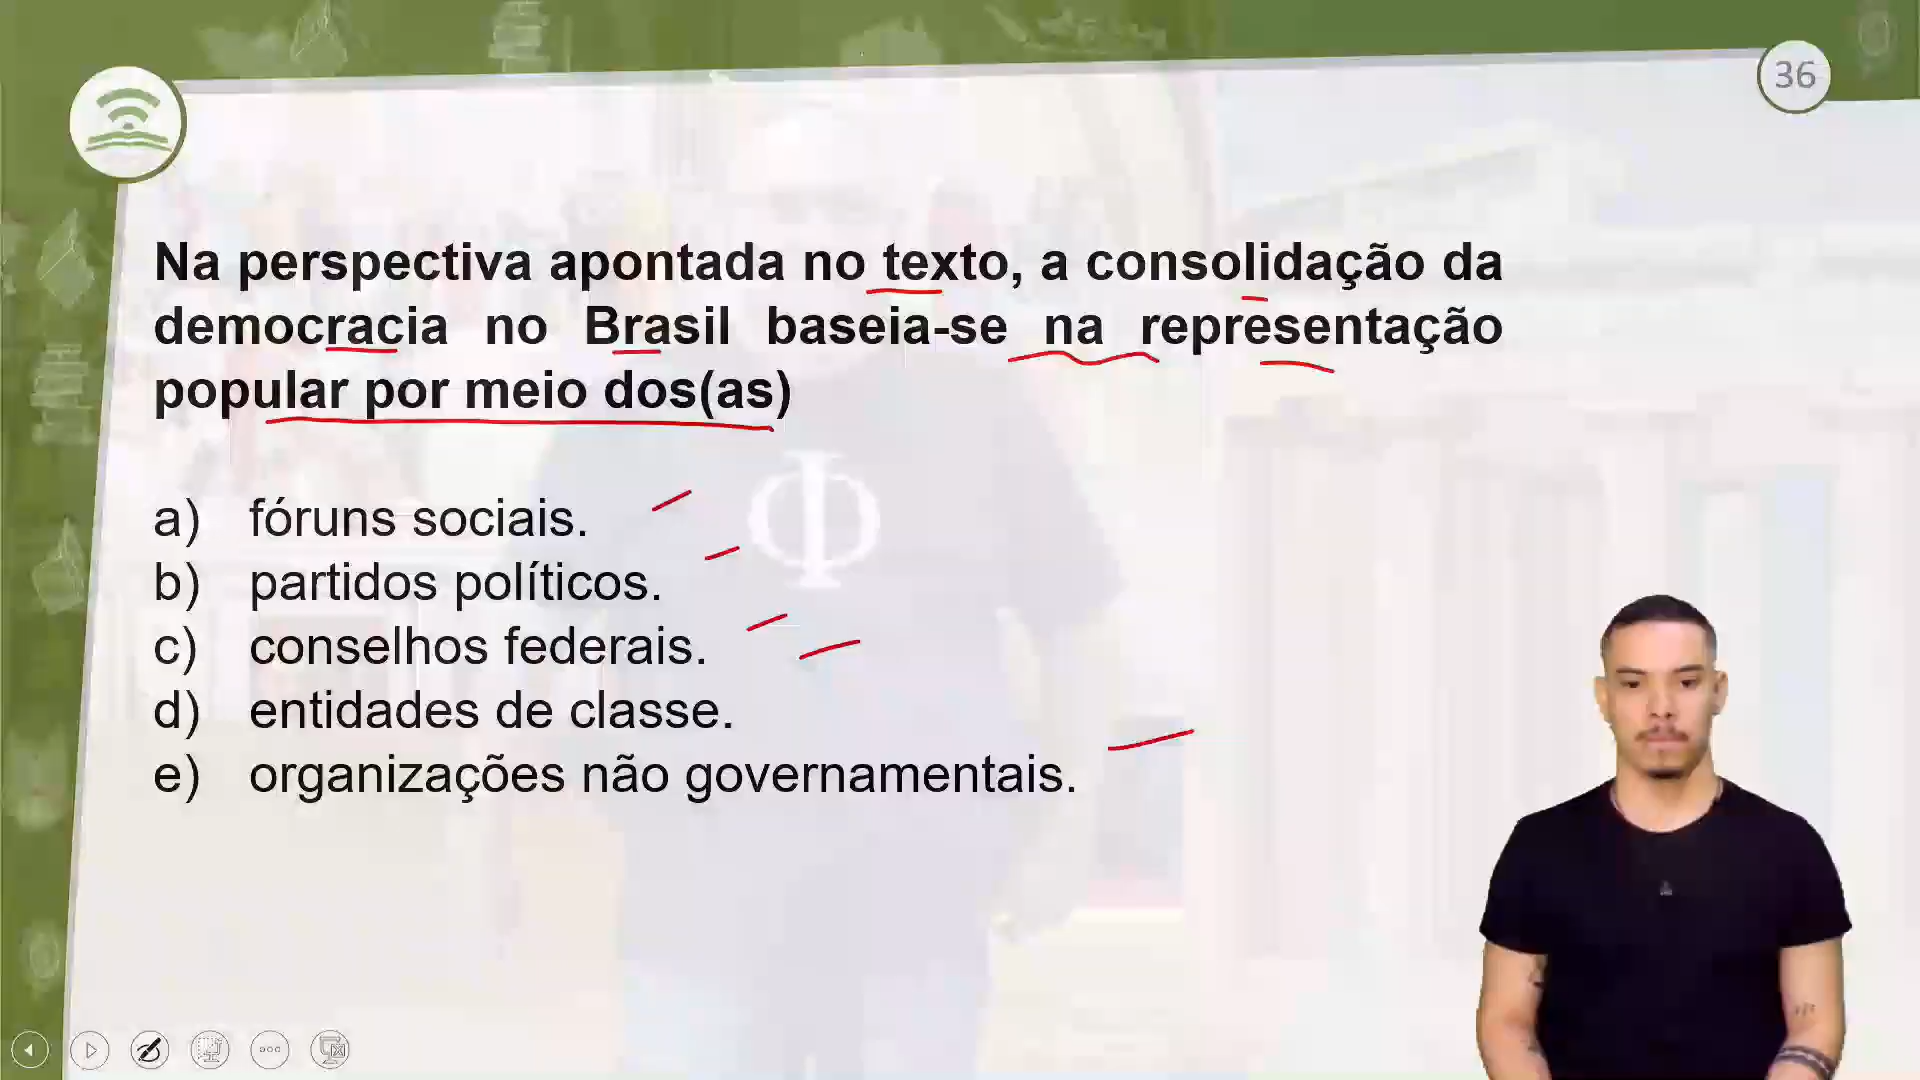 36
Na perspectiva apontada no texto, a consolidação da
democracia no Brasil baseia-se na representação
popular por meio dos(as)
Φ
a) fóruns sociais.
b) partidos políticos.
c) conselhos federais.
d) entidades de classe.
e) organizações não governamentais.